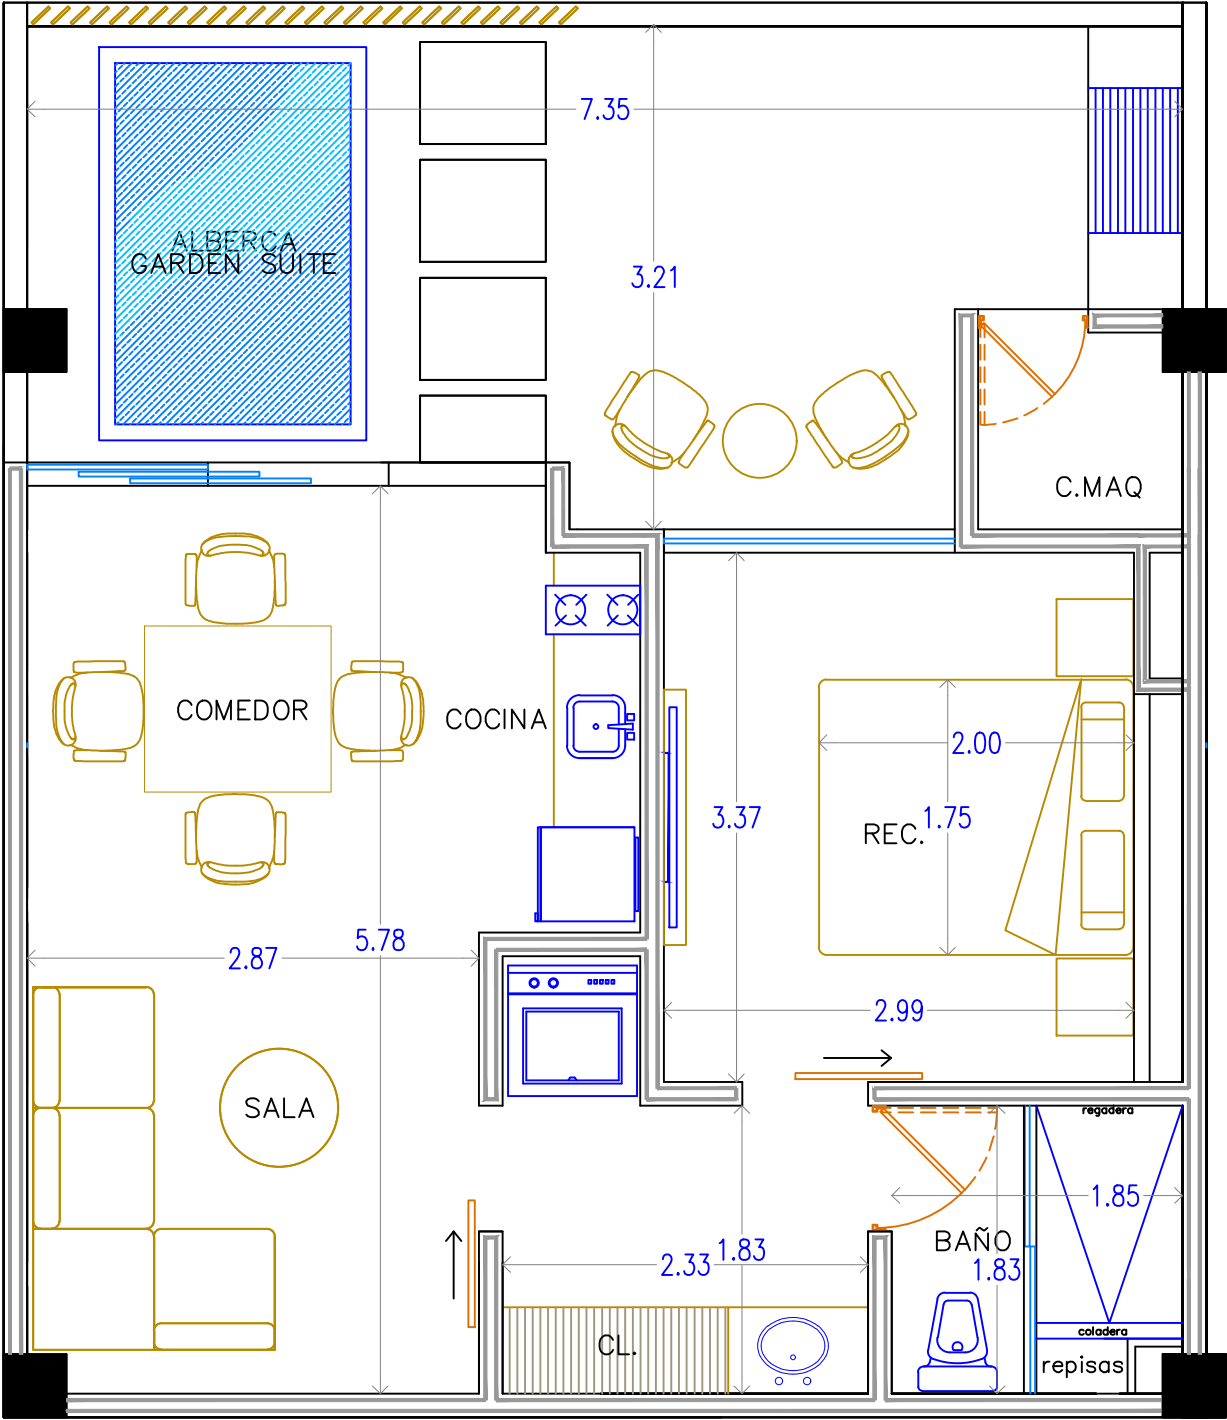 7.35
ALBERCA
GARDEN SUITE
3.21
C.MAQ
COMEDOR
COCINA
2.00
3.37
1.75
REC.
5.78
2.87
2.99
SALA
regadera
1.85
BAÑO
1.83
2.33
1.83
coladera
CL.
repisas